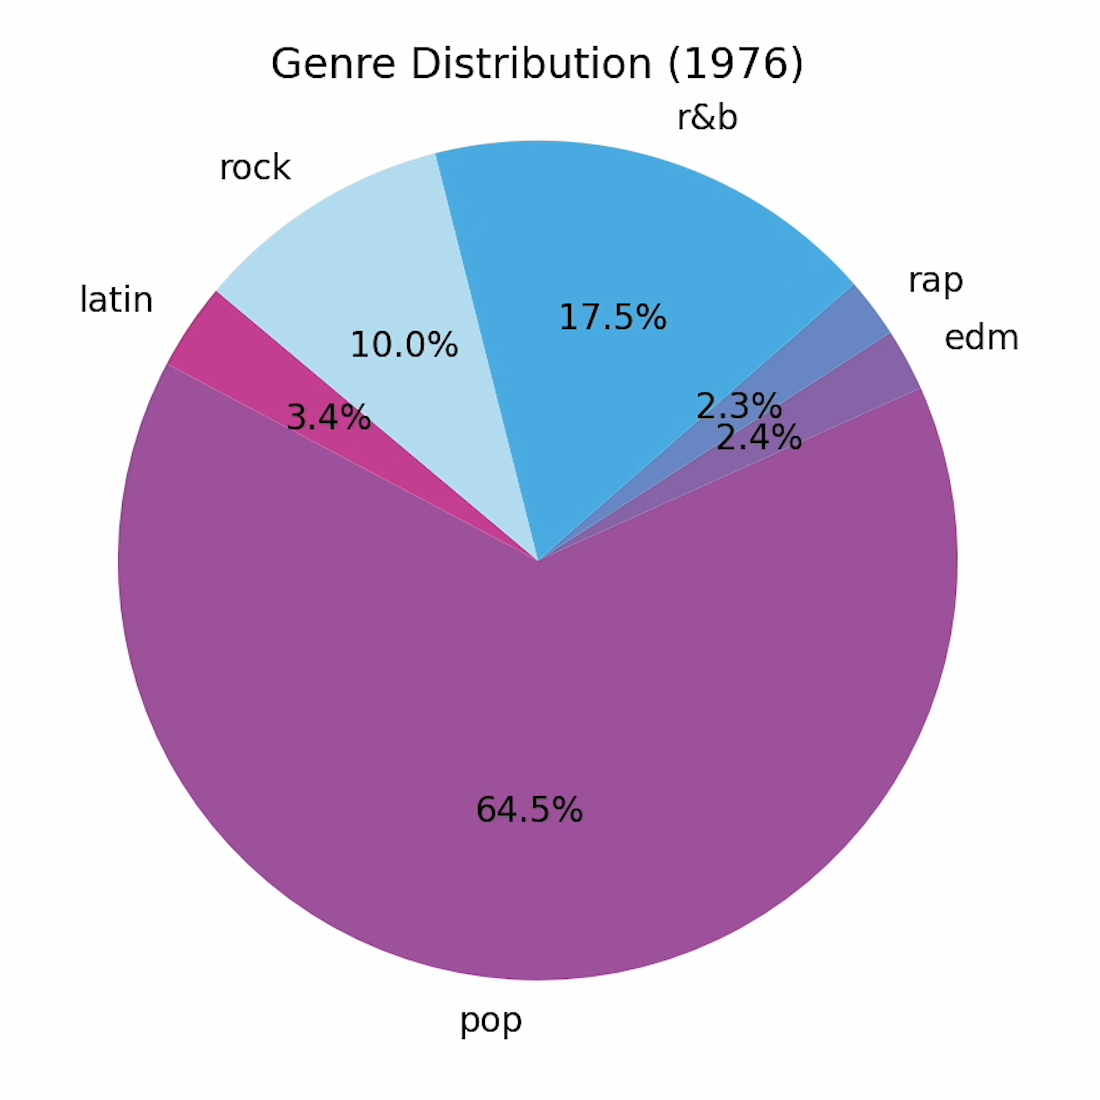 Genre Distribution (1976)
r&b
rock
rap
latin
edm
17.5%
10.0%
2.3%
3.4%
2.4%
64.5%
pop